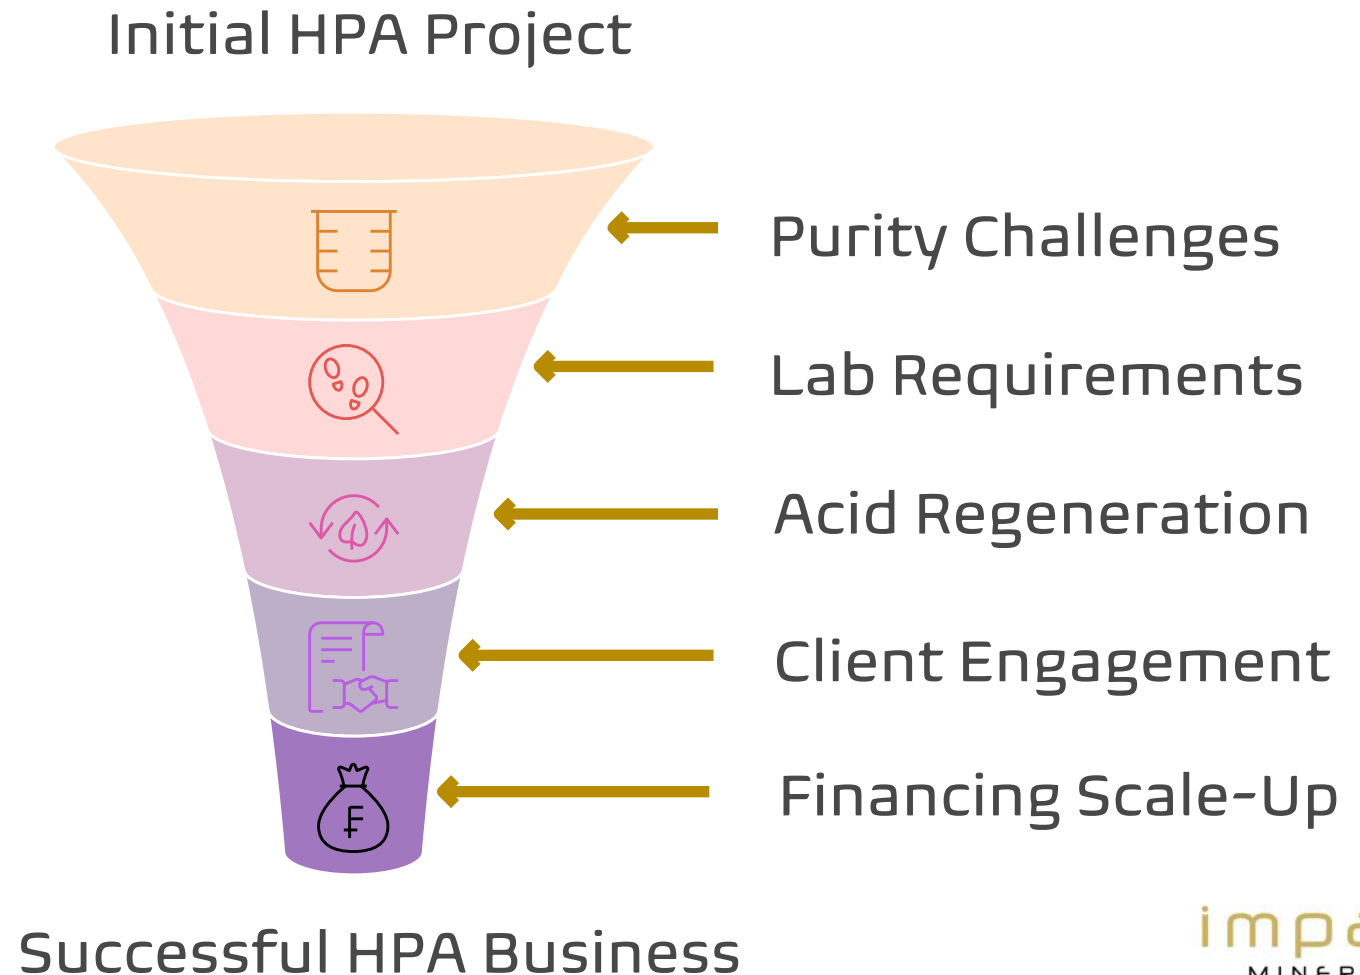 Initial HPA Project
Purity Challenges
Lab Requirements
Acid Regeneration
Client Engagement
Financing Scale-Up
Successful HPA Business